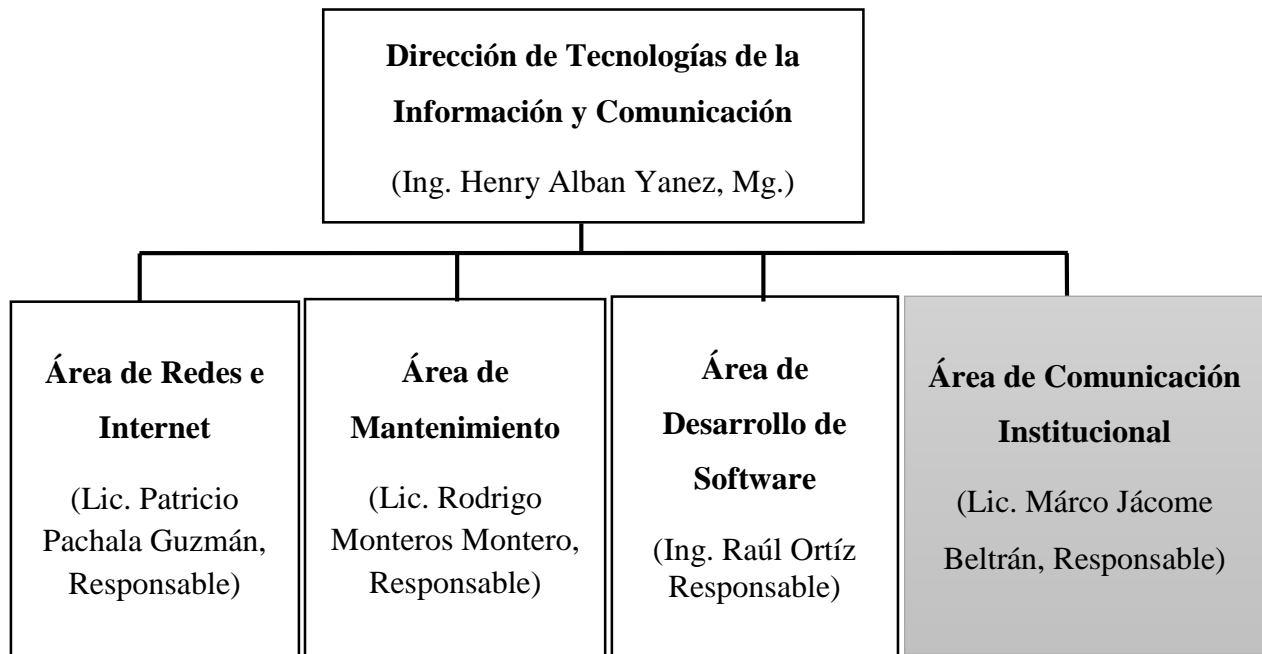 Dirección de Tecnologías de la
Información y Comunicación
(Ing. Henry Alban Yanez, Mg.)
Área de Redes e
Internet
(Lic. Patricio
Pachala Guzmán,
Responsable)
Área de
Mantenimiento
(Lic. Rodrigo
Monteros Montero,
Responsable)
Área de
Desarrollo de
Software
(Ing. Raúl Ortíz
Responsable)
Área de Comunicación
Institucional
(Lic. Márco Jácome
Beltrán, Responsable)